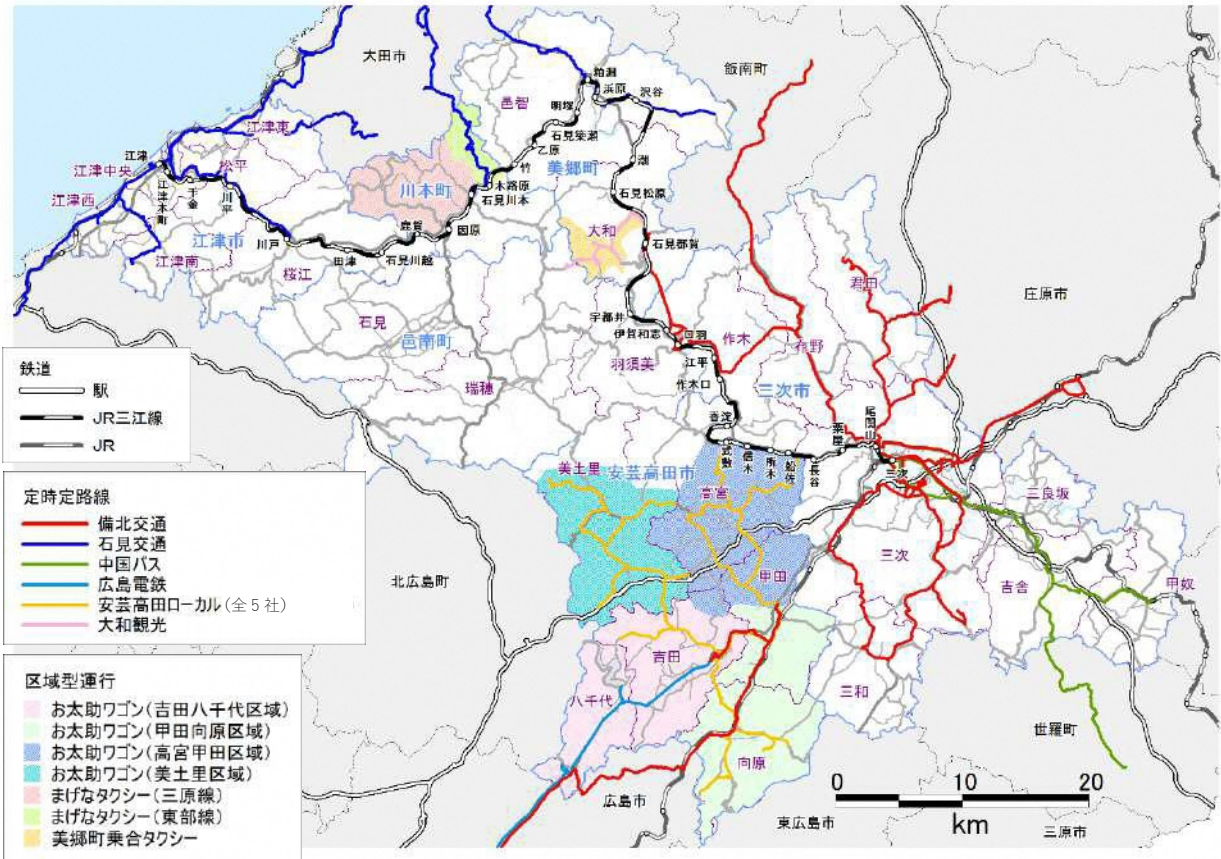 大田市
飯南町
粕淵
浜原
沢谷
邑智
明塚
石見簗瀬
乙原
竹
美郷町
潮
木路原
石見川本
石見松原
川本町
江津東
江津
松平
江津中央
江津西
江津本町
千金
川平
江津市
江津南
川戸
田津
石見川越
鹿賀
因原
桜江
大和
石見都賀
君田
庄原市
石見
邑南町
瑞穂
宇都井
伊賀和志
口羽
羽須美
江平
作木口
作木
布野
三次市
香淀
尾関山
粟屋
三次
長谷
船佐
所木
信木
式敷
美土里
安芸高田市
高宮
甲田
三良坂
三次
吉舎
甲奴
北広島町
吉田
八千代
三和
世羅町
向原
広島市
東広島市
三原市
鉄道
駅
JR三江線
JR
定時定路線
備北交通
石見交通
中国バス
広島電鉄
安芸高田ローカル(全5社)
大和観光
区域型運行
お太助ワゴン(吉田八千代区域)
お太助ワゴン(甲田向原区域)
お太助ワゴン(高宮甲田区域)
お太助ワゴン(美土里区域)
まげなタクシー(三原線)
まげなタクシー(東部線)
美郷町乗合タクシー
0 10 20
km